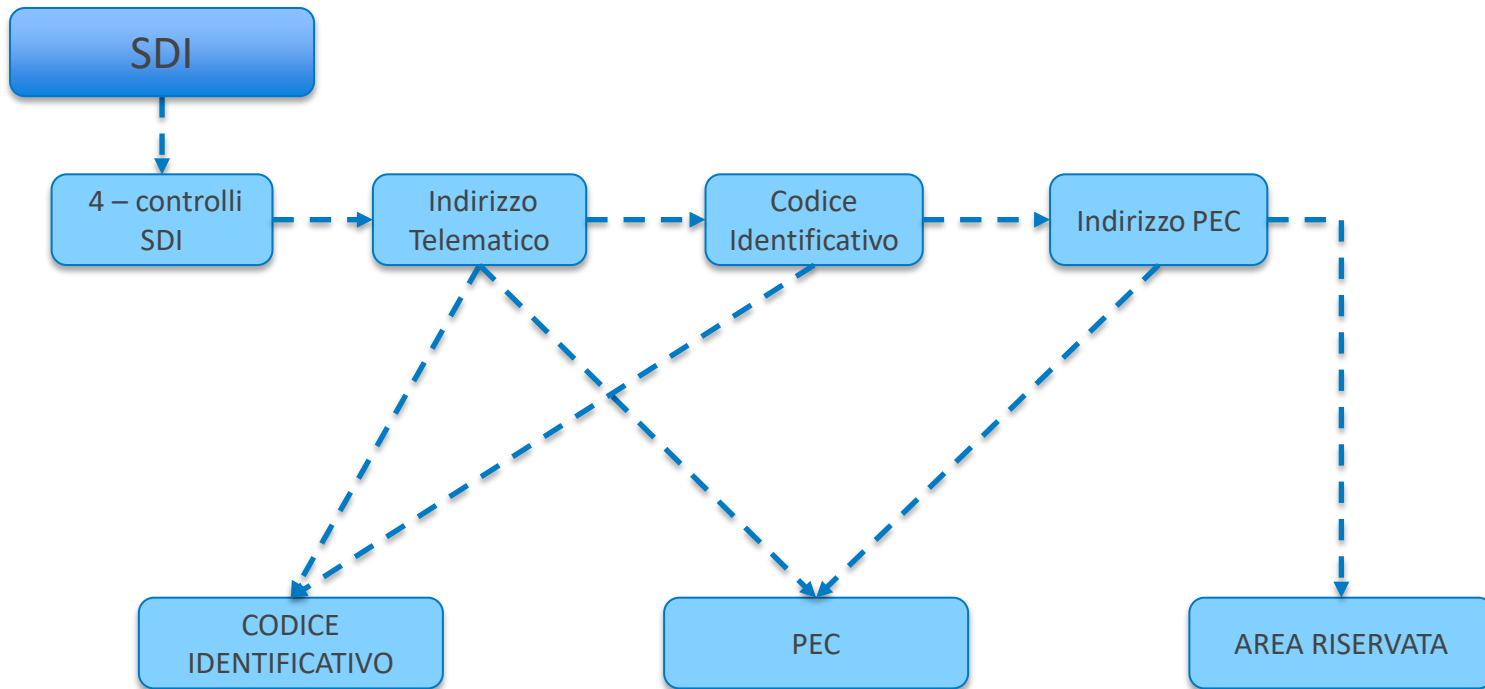 SDI
4 – controlli
SDI
Indirizzo
Telematico
Codice
Identificativo
Indirizzo PEC
CODICE
IDENTIFICATIVO
PEC
AREA RISERVATA